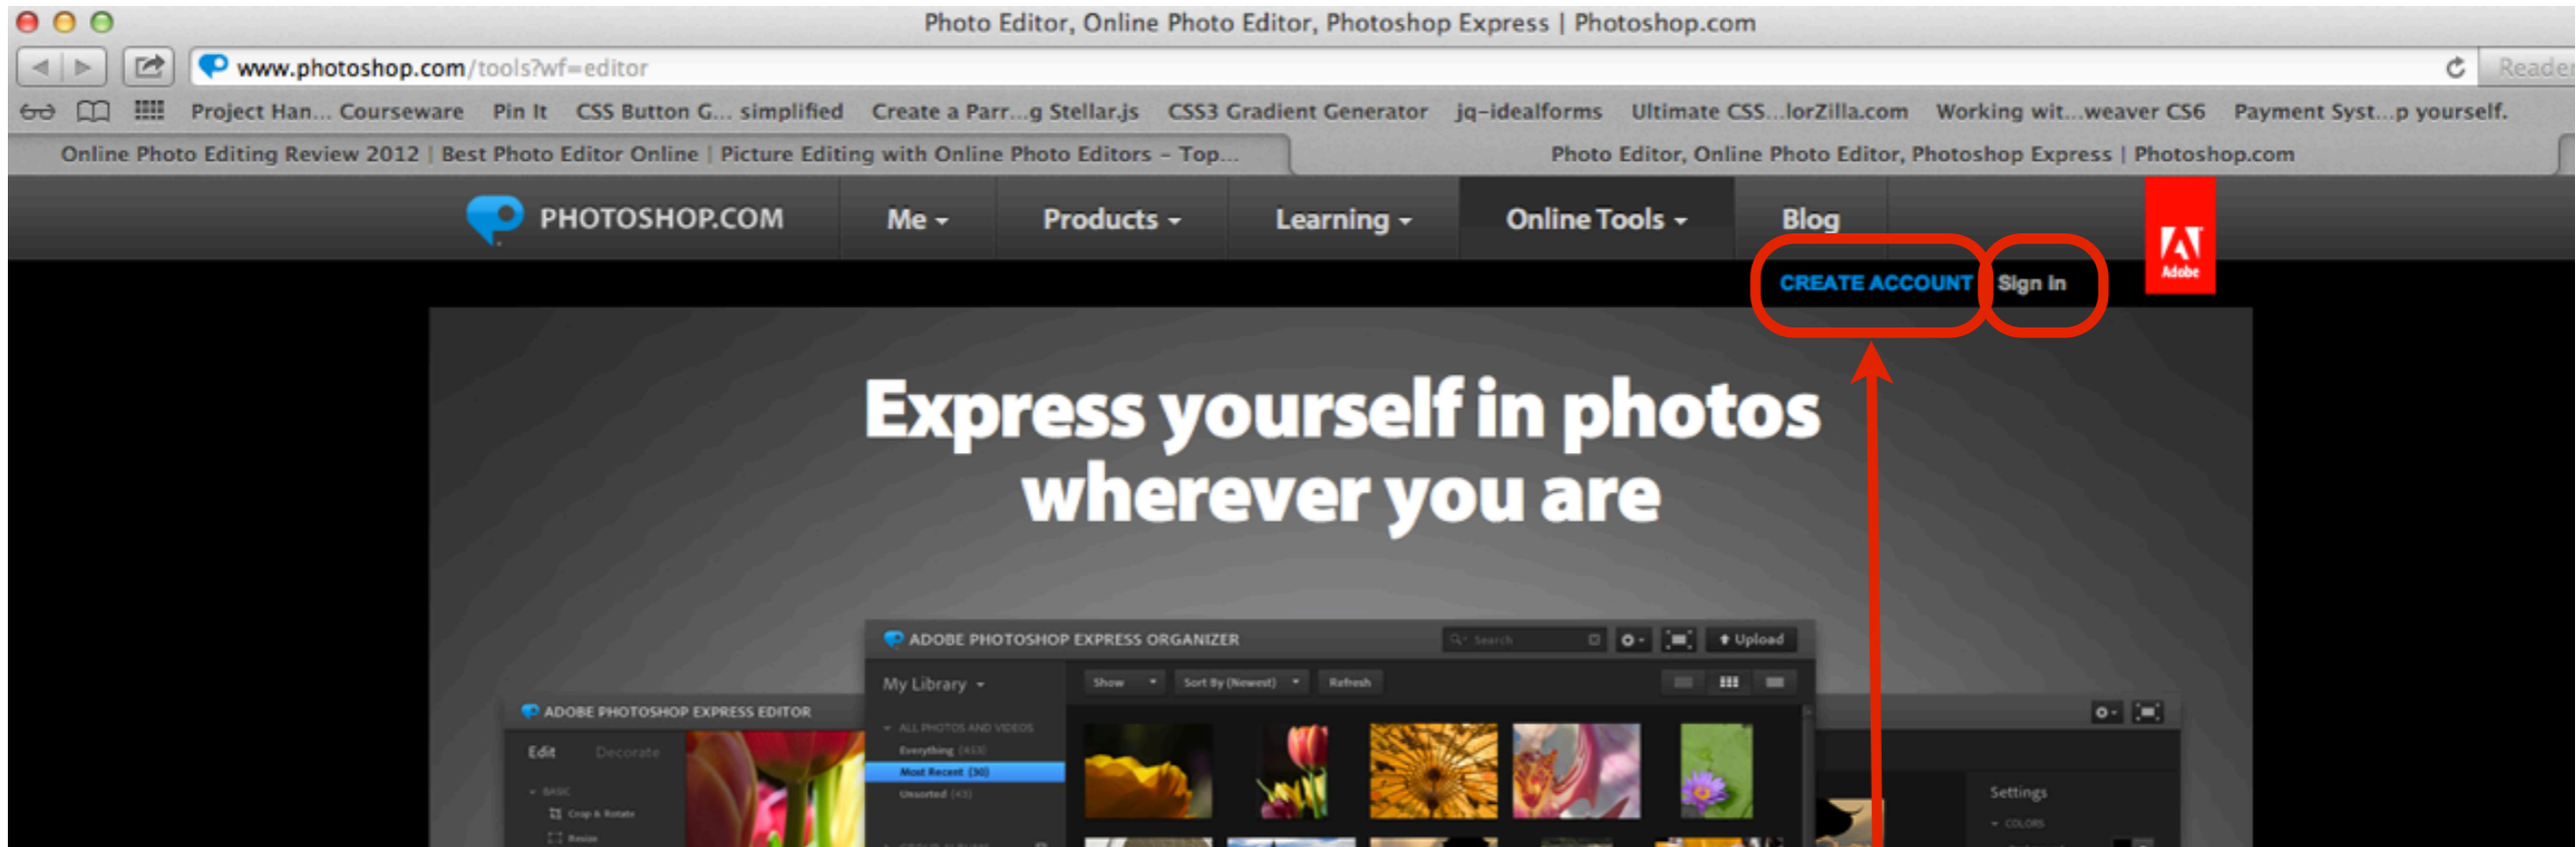 Photo Editor, Online Photo Editor, Photoshop Express | Photoshop.com
www.photoshop.com/tools?wf=editor
Reader
Project Han... Courseware Pin It CSS Button G... simplified Create a Parr...g Stellar.js CSS3 Gradient Generator jq-idealforms Ultimate CSS...lorZilla.com Working wit...weaver CS6 Payment Syst...p yourself.
Online Photo Editing Review 2012 | Best Photo Editor Online | Picture Editing with Online Photo Editors - Top...
Photo Editor, Online Photo Editor, Photoshop Express | Photoshop.com
PHOTOSHOP.COM Me Products Learning Online Tools Blog
Adobe
CREATE ACCOUNT Sign In
Express yourself in photos
wherever you are
ADOBE PHOTOSHOP EXPRESS ORGANIZER Search Upload
My Library Show Sort By (Newest) Refresh
ADOBE PHOTOSHOP EXPRESS EDITOR
ALL PHOTOS AND VIDEOS
Everything (453)
Most Recent (30)
Unsorted (43)
Edit Decorate
BASIC
Crop & Rotate
Resize
Settings
COLORS